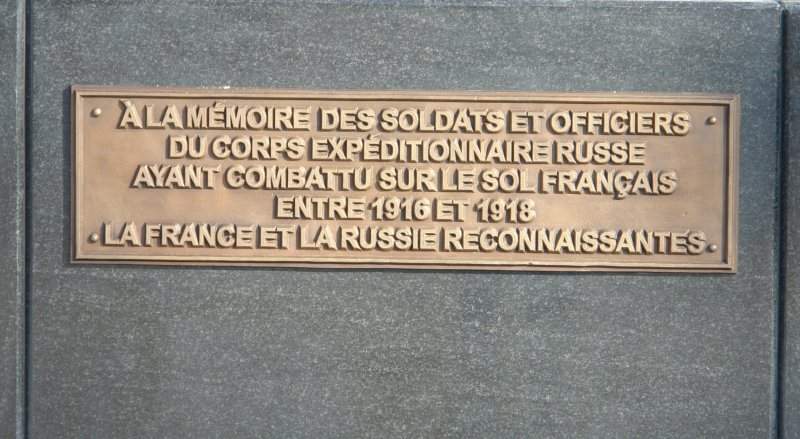 À LA MÉMOIRE DES SOLDATS ET OFFICIERS
DU CORPS EXPÉDITIONNAIRE RUSSE
AYANT COMBATTU SUR LE SOL FRANÇAIS
ENTRE 1916 ET 1918
LA FRANCE ET LA RUSSIE RECONNAISSANTES